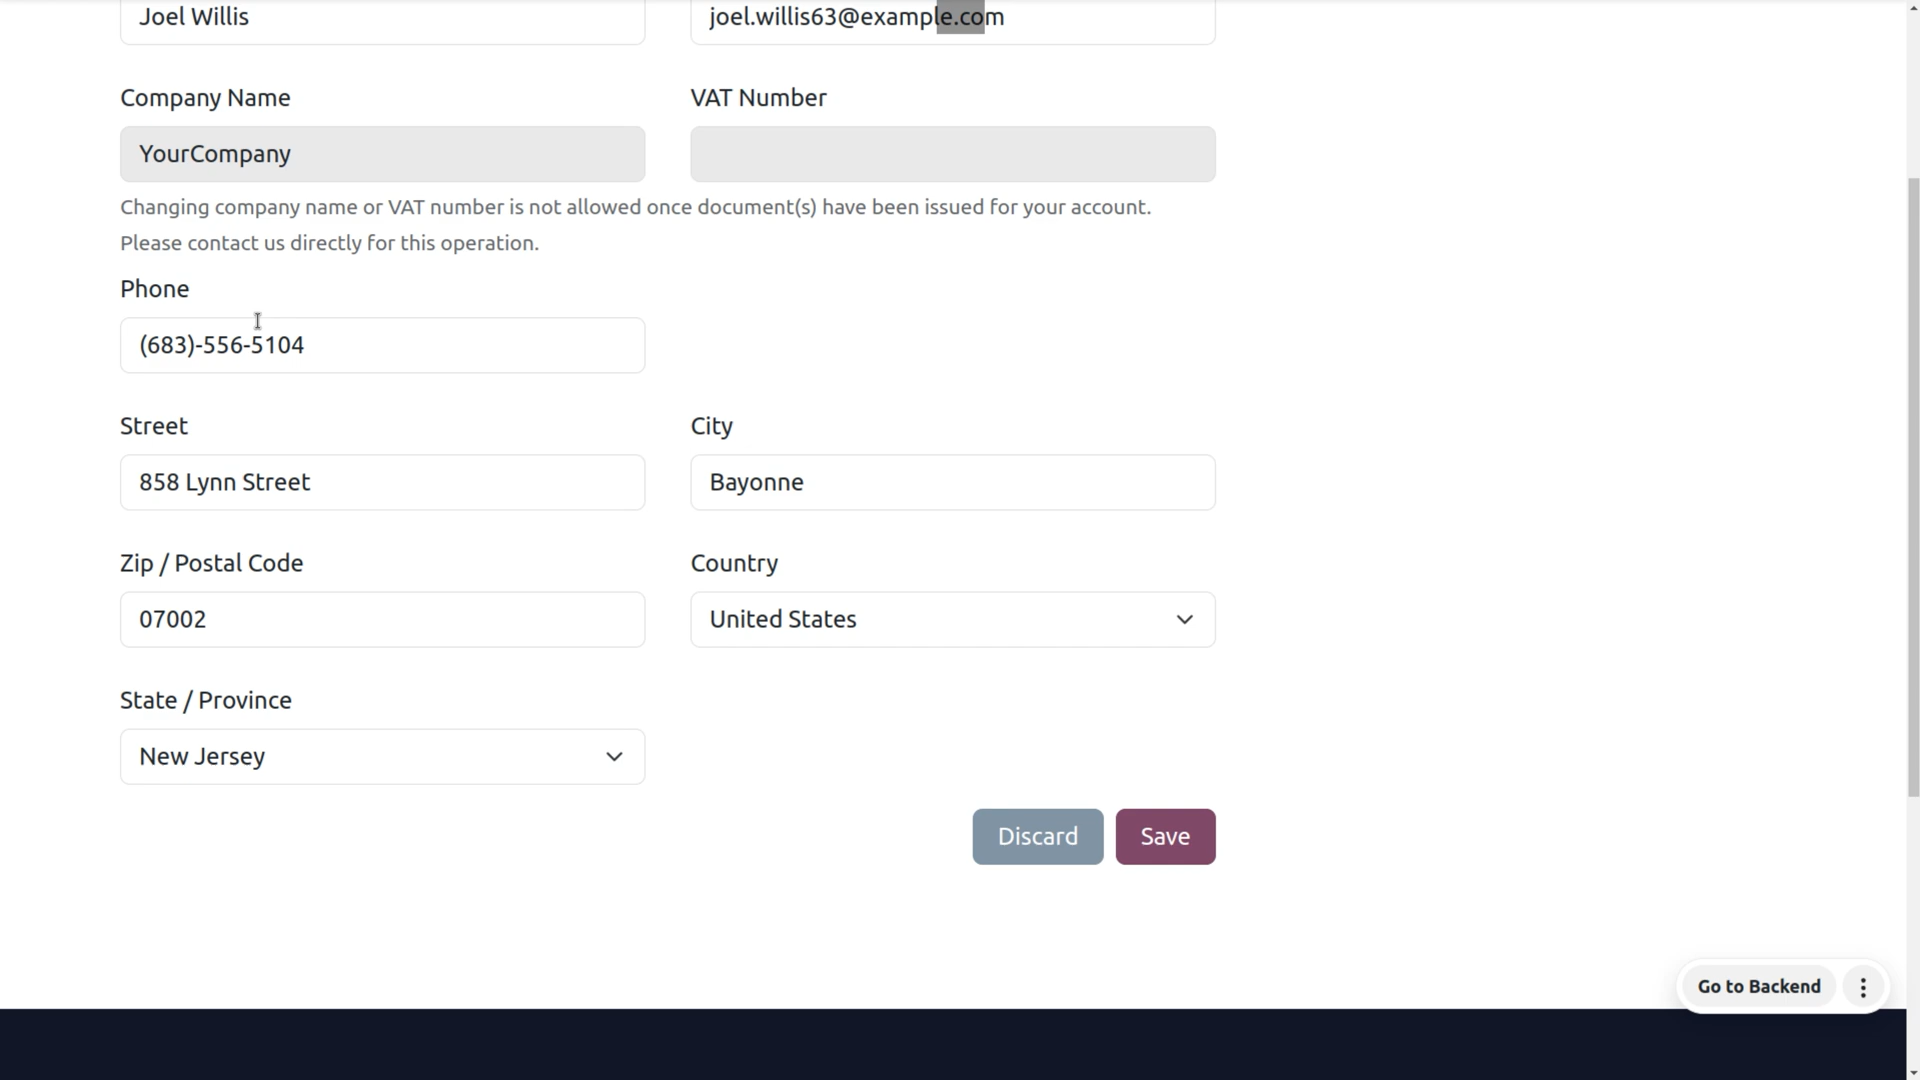 Joel Willis
joel.willis63@example.com
Company Name
VAT Number
YourCompany
Changing company name or VAT number is not allowed once document(s) have been issued for your account.
Please contact us directly for this operation.
Phone
(683)-556-5104
Street
City
858 Lynn Street
Bayonne
Zip / Postal Code
Country
07002
United States
State / Province
New Jersey
Discard
Save
Go to Backend